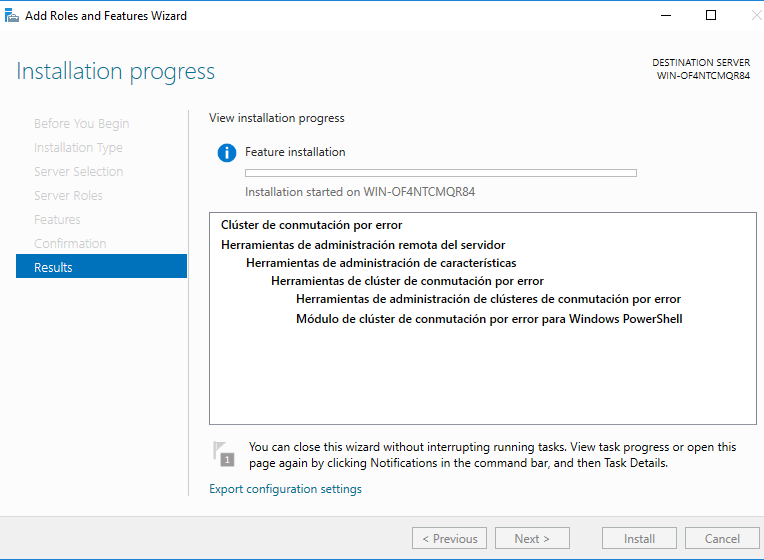 Add Roles and Features Wizard
Installation progress
DESTINATION SERVER
WIN-OF4NTCMQR84
Before You Begin
Installation Type
Server Selection
Server Roles
Features
Confirmation
Results
View installation progress
Feature installation
Installation started on WIN-OF4NTCMQR84
Clúster de conmutación por error
Herramientas de administración remota del servidor
Herramientas de administración de características
Herramientas de clúster de conmutación por error
Herramientas de administración de clústeres de conmutación por error
Módulo de clúster de conmutación por error para Windows PowerShell
1
You can close this wizard without interrupting running tasks. View task progress or open this
page again by clicking Notifications in the command bar, and then Task Details.
Export configuration settings
< Previous
Next >
Install
Cancel